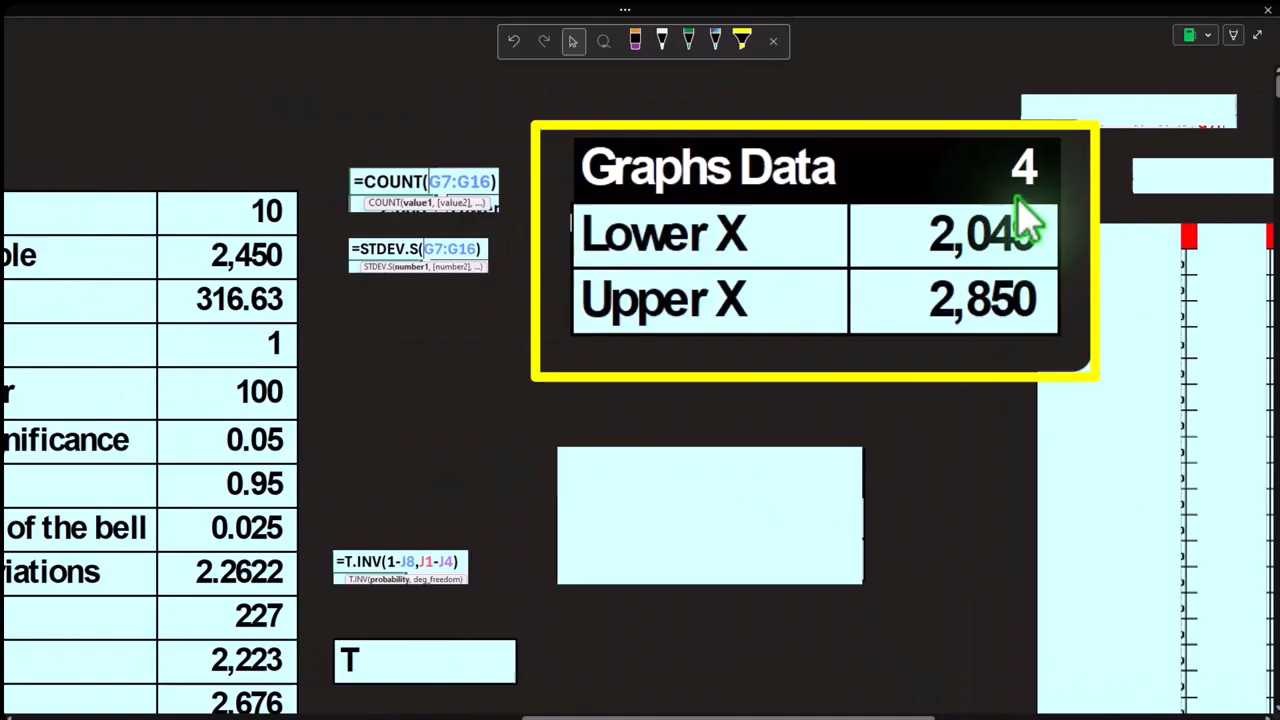 10
=COUNT(G7:G16)
COUNT(value1, [value2], ...)
ple 2,450
=STDEV.S(G7:G16)
STDEV.S(number1, [number2], ...)
316.63
1
r 100
nificance 0.05
0.95
of the bell 0.025
=T.INV(1-J8,J1-J4)
T.INV(probability, deg_freedom)
viations 2.2622
227
2,223
T
2,676
Graphs Data 4
Lower X
Upper X 2,850